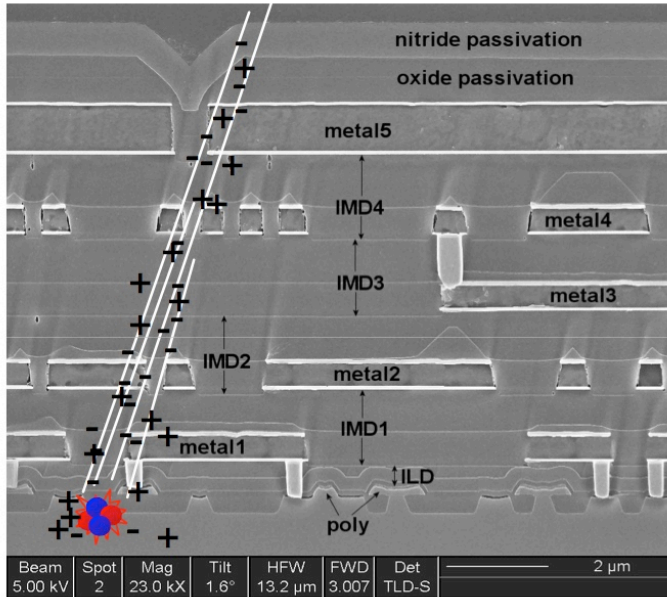 nitride passivation
oxide passivation
metal5
IMD4
metal4
IMD3
metal3
IMD2
metal2
IMD1
metal1
ILD
poly
Beam Spot Mag Tilt HFW FWD Det
5.00 kV 2 23.0 kX 1.6° 13.2 µm 3.007 TLD-S
2 µm